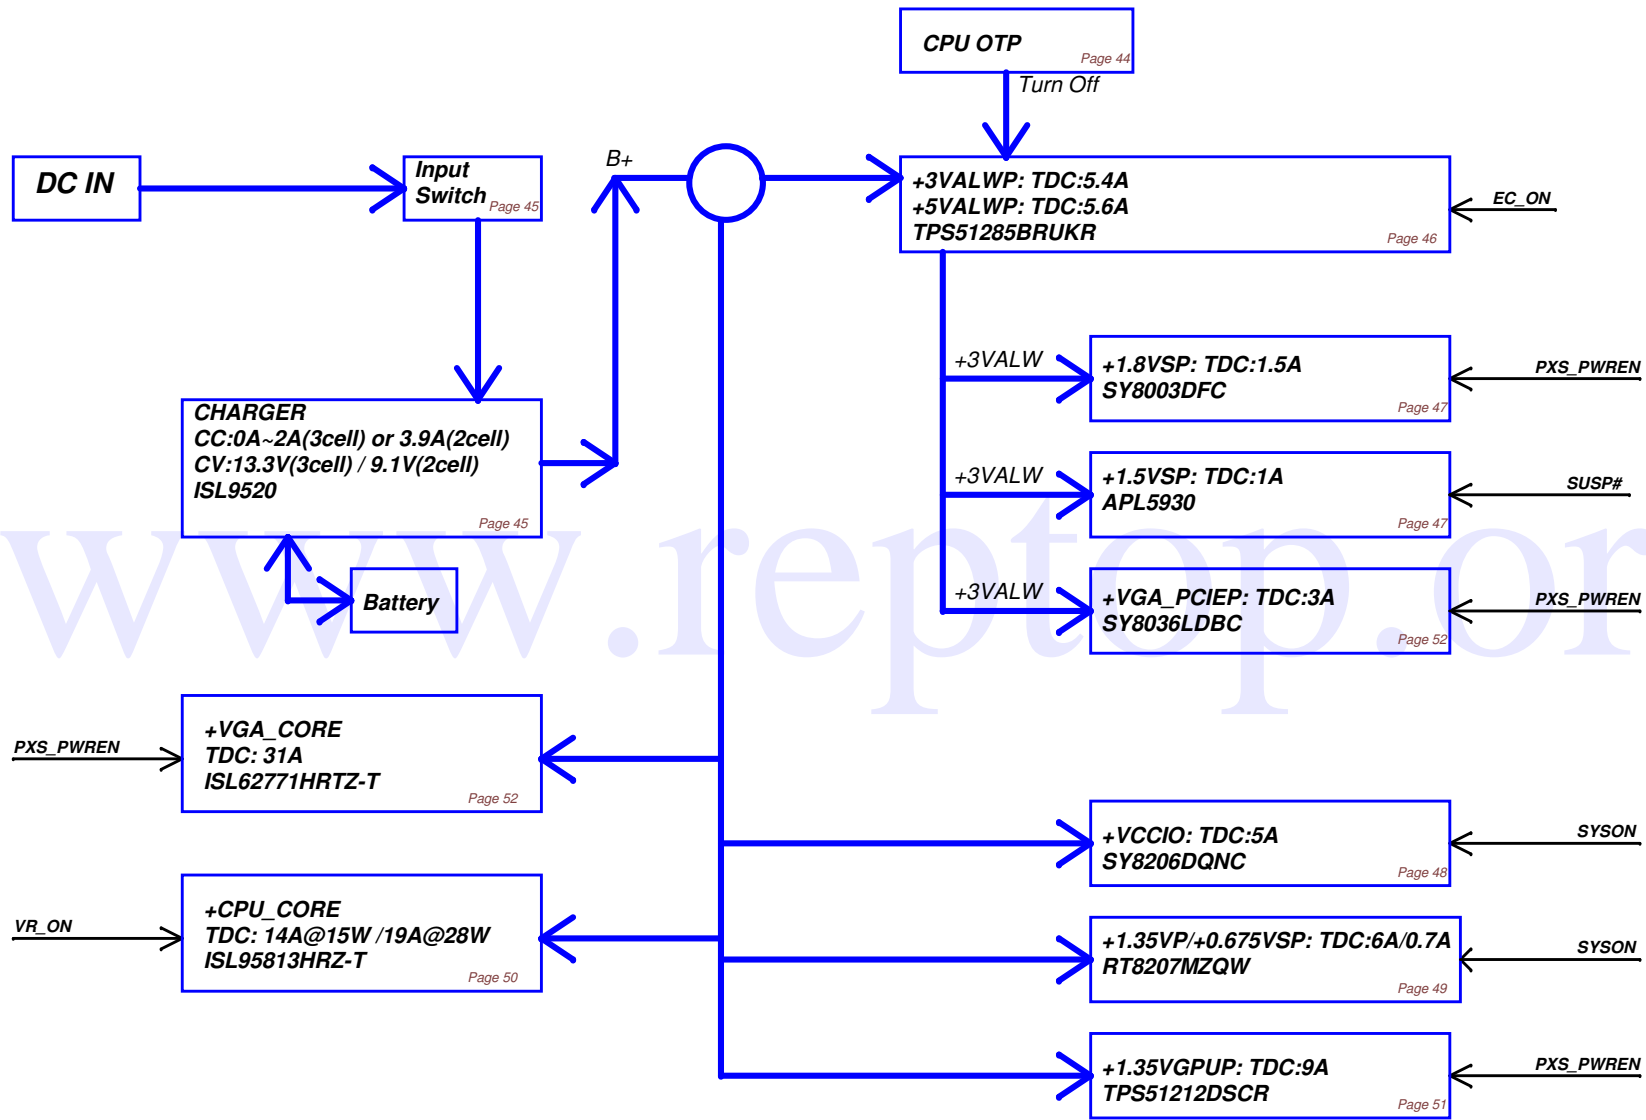 CPU OTP
Page 44
Turn Off
DC IN
Input
Switch
Page 45
B+
+3VALWP: TDC:5.4A
+5VALWP: TDC:5.6A
TPS51285BRUKR
Page 46
EC_ON
CHARGER
CC:0A~2A(3cell) or 3.9A(2cell)
CV:13.3V(3cell) / 9.1V(2cell)
ISL9520
Page 45
Battery
+3VALW
+1.8VSP: TDC:1.5A
SY8003DFC
Page 47
PXS_PWREN
+3VALW
+1.5VSP: TDC:1A
APL5930
Page 47
SUSP#
+3VALW
+VGA_PCIEP: TDC:3A
SY8036LDBC
Page 52
PXS_PWREN
www.reptop.or
PXS_PWREN
+VGA_CORE
TDC: 31A
ISL62771HRTZ-T
Page 52
+VCCIO: TDC:5A
SY8206DQNC
Page 48
SYSON
VR_ON
+CPU_CORE
TDC: 14A@15W /19A@28W
ISL95813HRZ-T
Page 50
+1.35VP/+0.675VSP: TDC:6A/0.7A
RT8207MZQW
Page 49
SYSON
+1.35VGPUP: TDC:9A
TPS51212DSCR
Page 51
PXS_PWREN